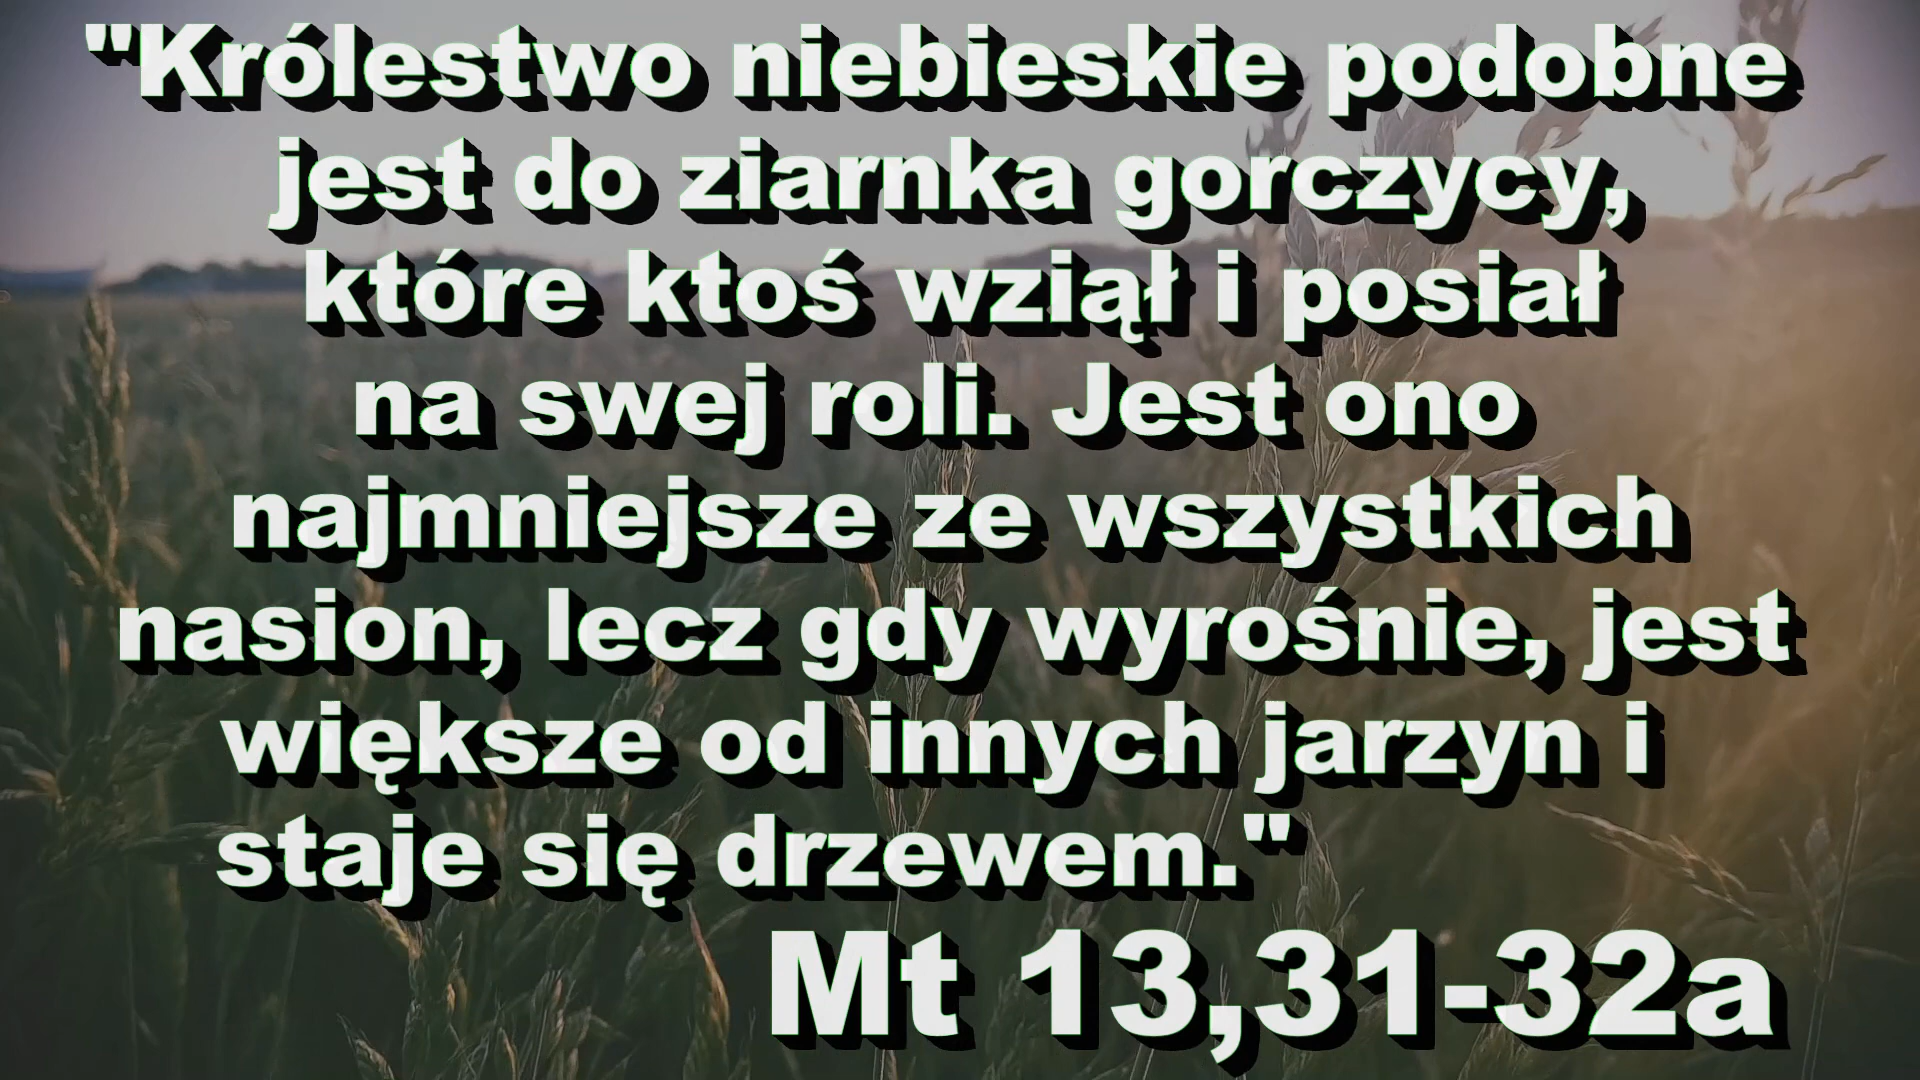 "Królestwo niebieskie podobne
jest do ziarnka gorczycy,
które ktoś wziął i posiał
na swej roli. Jest ono
najmniejsze ze wszystkich
nasion, lecz gdy wyrośnie, jest
większe od innych jarzyn i
staje się drzewem."
Mt 13,31-32a